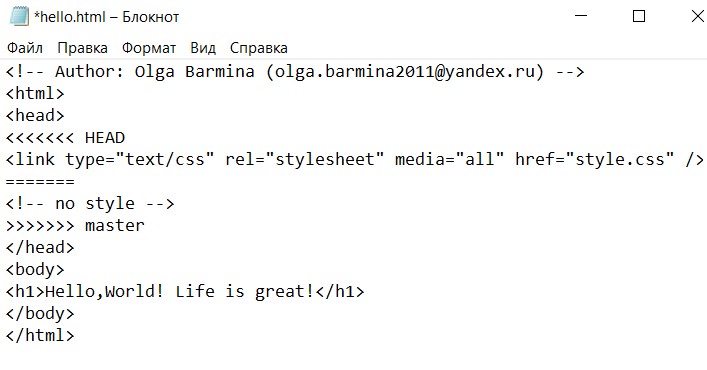 *hello.html – Блокнот
Файл Правка Формат Вид Справка
<!-- Author: Olga Barmina (olga.barmina2011@yandex.ru) -->
<html>
<head>
<<<<<<< HEAD
<link type="text/css" rel="stylesheet" media="all" href="style.css" />
=======
<!-- no style -->
>>>>>>> master
</head>
<body>
<h1>Hello,World! Life is great!</h1>
</body>
</html>